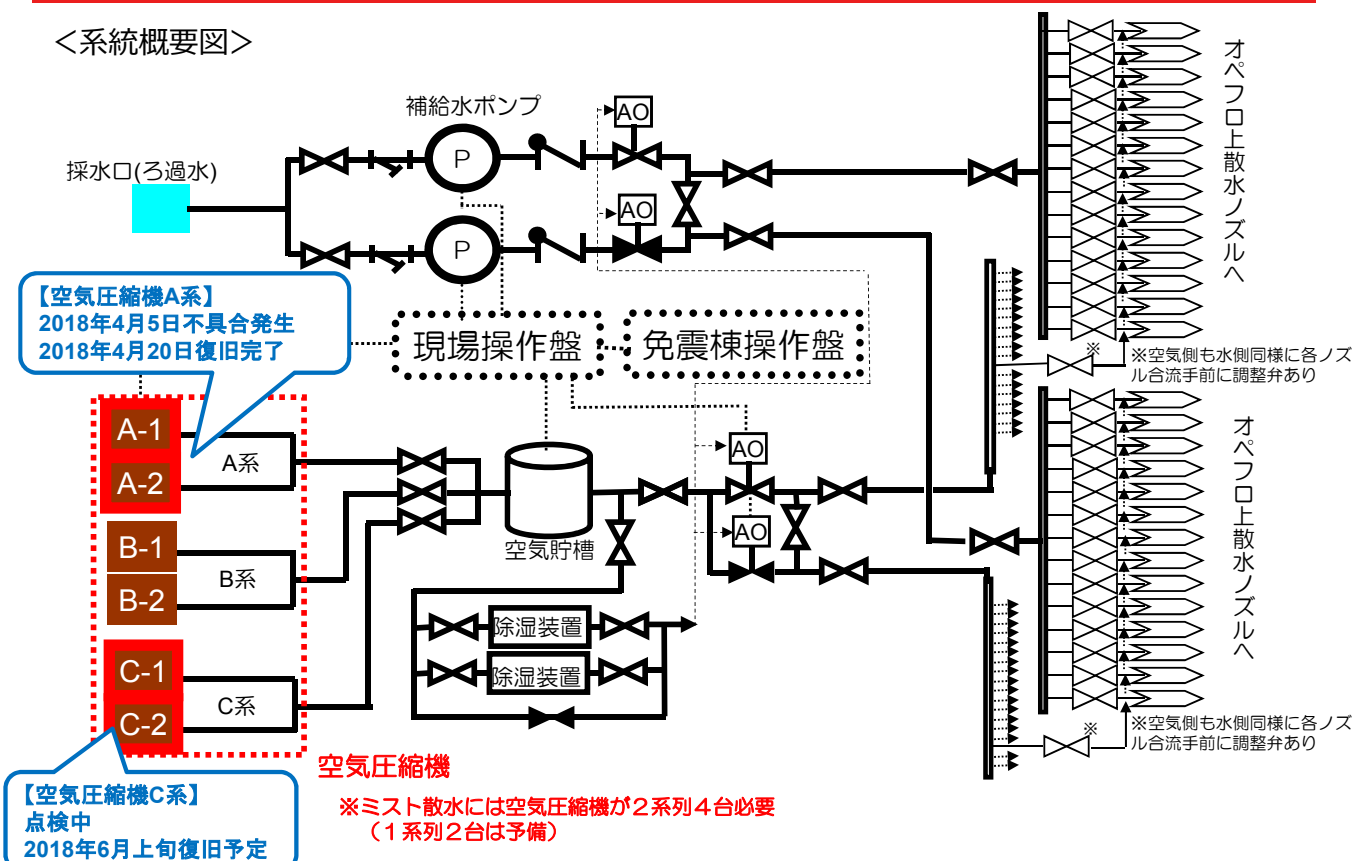 ＜系統概要図＞
補給水ポンプ
採水口(ろ過水)
P
P
AO
AO
オペフロ上散水ノズルへ
【空気圧縮機A系】
2018年4月5日不具合発生
2018年4月20日復旧完了
現場操作盤
免震棟操作盤
※
※空気側も水側同様に各ノズ
ル合流手前に調整弁あり
A-1
A-2
A系
B-1
B-2
B系
C-1
C-2
C系
空気貯槽
AO
AO
除湿装置
除湿装置
オペフロ上散水ノズルへ
※
※空気側も水側同様に各ノズ
ル合流手前に調整弁あり
空気圧縮機
【空気圧縮機C系】
点検中
2018年6月上旬復旧予定
※ミスト散水には空気圧縮機が２系列４台必要
（１系列２台は予備）